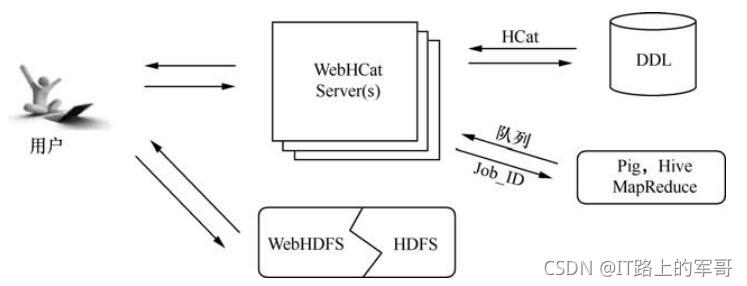 HCat
WebHCat
Server(s)
DDL
用户
队列
Job_ID
Pig，Hive
MapReduce
WebHDFS
HDFS
CSDN @IT路上的军哥